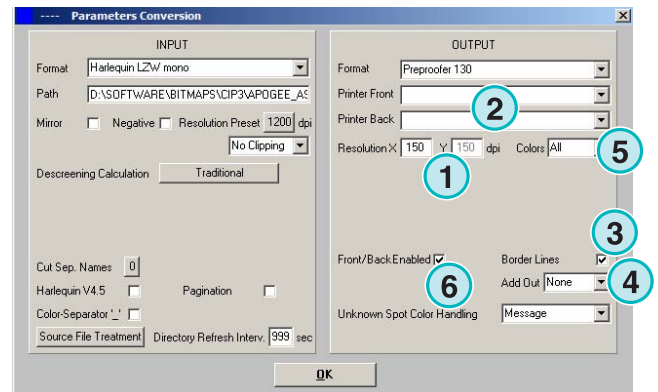 ---- Parameters Conversion
INPUT
Format Harlequin LZW mono
Path D:\SOFTWARE\BITMAPS\CIP3\APOGEE_AS
Mirror Negative Resolution Preset 1200 dpi
No Clipping
Descreening Calculation Traditional
Cut Sep. Names 0
Harlequin V4.5 Pagination
Color-Separator '_'
Source File Treatment Directory Refresh Interv. 999 sec
OUTPUT
Format Preproofer 130
Printer Front
2
Printer Back
Resolution X 150 Y 150 dpi Colors All 5
1
3
Front/Back Enabled Border Lines
6 Add Out None 4
Unknown Spot Color Handling Message
OK